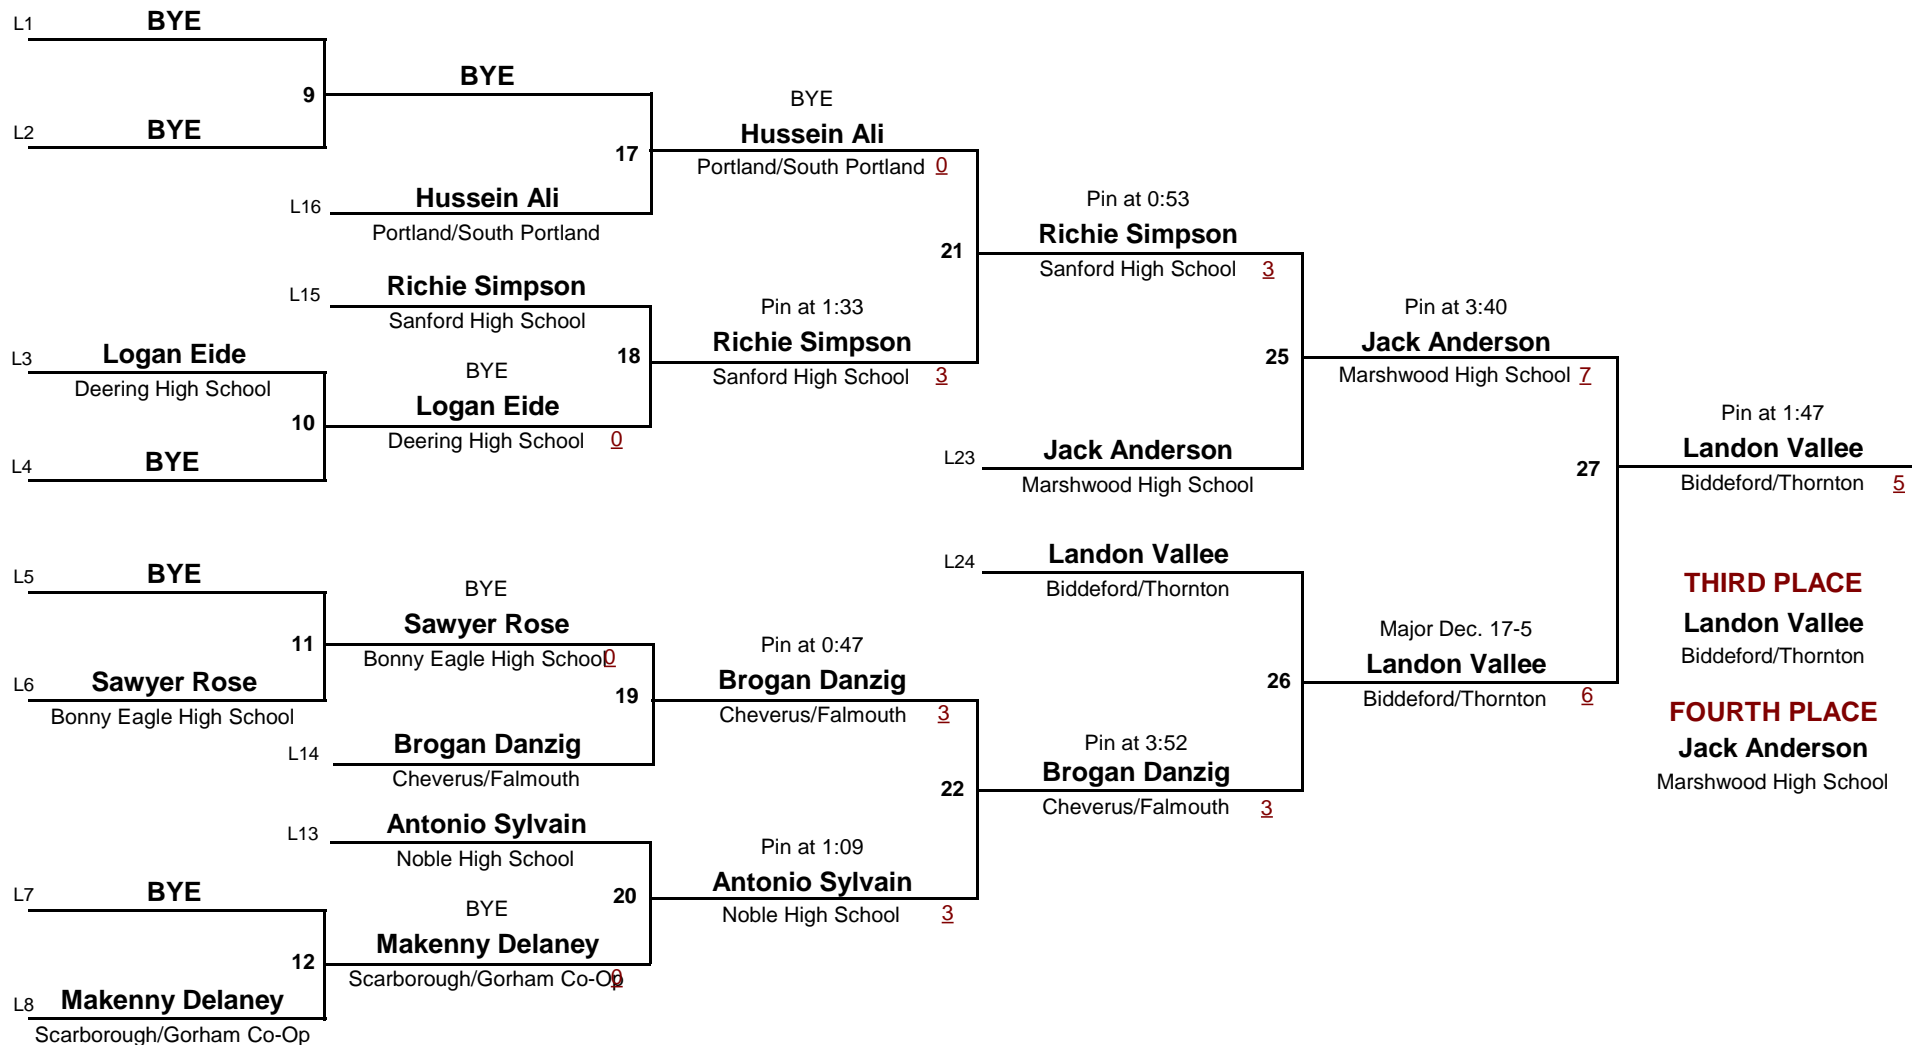 L1 BYE
9
BYE
L2 BYE
17
BYE
Hussein Ali
Portland/South Portland 0
L16 Hussein Ali
Portland/South Portland
21
Pin at 0:53
Richie Simpson
Sanford High School 3
L15 Richie Simpson
Sanford High School
18
Pin at 1:33
Richie Simpson
Sanford High School 3
L3 Logan Eide
Deering High School
10
BYE
Logan Eide
Deering High School 0
L4 BYE
25
Pin at 3:40
Jack Anderson
Marshwood High School 7
L23 Jack Anderson
Marshwood High School
27
Pin at 1:47
Landon Vallee
Biddeford/Thornton 5
L5 BYE
11
BYE
Sawyer Rose
Bonny Eagle High School 0
L6 Sawyer Rose
Bonny Eagle High School
19
Pin at 0:47
Brogan Danzig
Cheverus/Falmouth 3
L14 Brogan Danzig
Cheverus/Falmouth
L24 Landon Vallee
Biddeford/Thornton
26
Major Dec. 17-5
Landon Vallee
Biddeford/Thornton 6
22
Pin at 3:52
Brogan Danzig
Cheverus/Falmouth 3
L13 Antonio Sylvain
Noble High School
20
Pin at 1:09
Antonio Sylvain
Noble High School 3
L7 BYE
12
BYE
Makenny Delaney
Scarborough/Gorham Co-Op 0
L8 Makenny Delaney
Scarborough/Gorham Co-Op
THIRD PLACE
Landon Vallee
Biddeford/Thornton
FOURTH PLACE
Jack Anderson
Marshwood High School